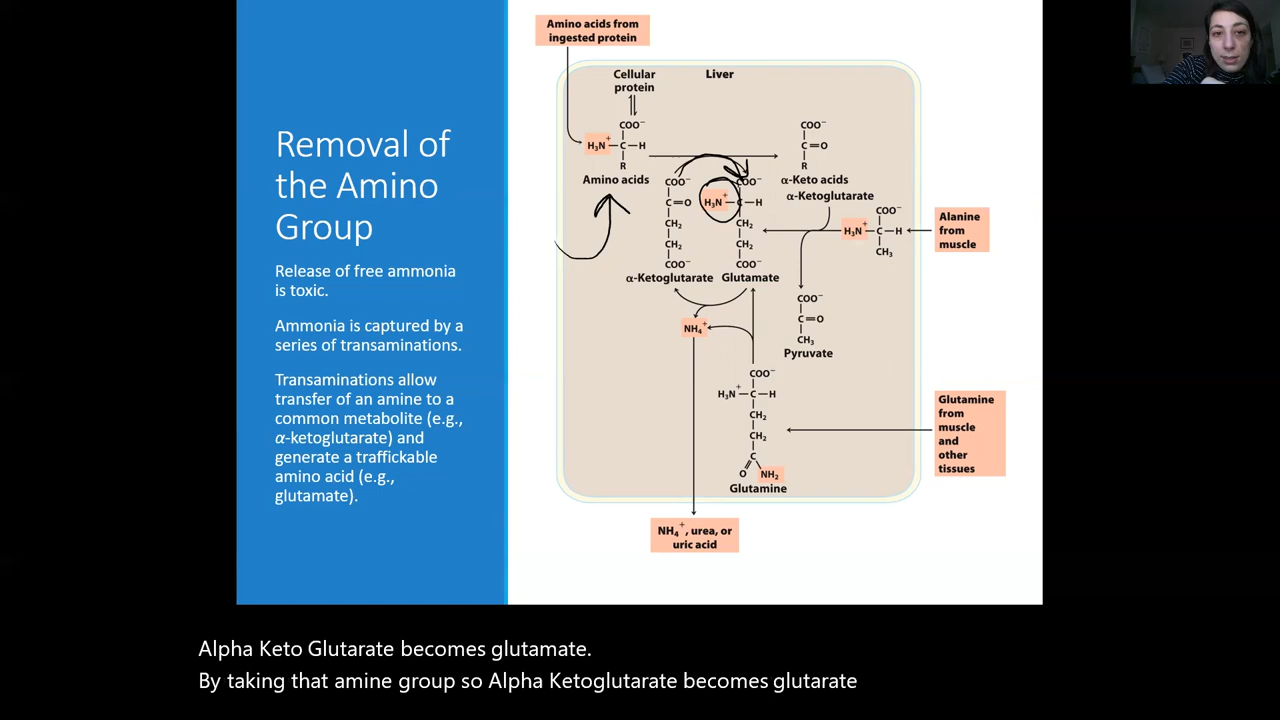 Removal of
the Amino
Group
Release of free ammonia
is toxic.
Ammonia is captured by a
series of transaminations.
Transaminations allow
transfer of an amine to a
common metabolite (e.g.,
α-ketoglutarate) and
generate a traffickable
amino acid (e.g.,
glutamate).
Amino acids from
ingested protein
Cellular
protein
Liver
COO⁻
H₃N⁺—C—H
R
Amino acids
COO⁻
C=O
R
α-Keto acids
α-Ketoglutarate
COO⁻
C=O
CH₂
CH₂
COO⁻
α-Ketoglutarate
COO⁻
H₃N⁺—C—H
CH₂
CH₂
COO⁻
Glutamate
COO⁻
H₃N⁺—C—H
CH₃
Alanine
from
muscle
COO⁻
C=O
CH₃
Pyruvate
NH₄⁺
COO⁻
H₃N⁺—C—H
CH₂
CH₂
C
O NH₂
Glutamine
Glutamine
from
muscle
and
other
tissues
NH₄⁺, urea, or
uric acid
Alpha Keto Glutarate becomes glutamate.
By taking that amine group so Alpha Ketoglutarate becomes glutarate